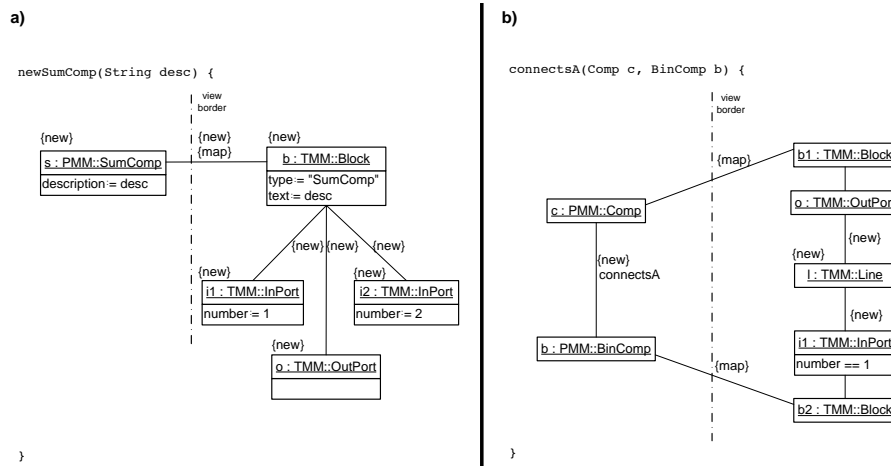 a)
newSumComp(String desc) {
view
border
{new}
{new}
{map}
{new}
s : PMM::SumComp
description := desc
b : TMM::Block
type := "SumComp"
text := desc
{new}
{new}
{new}
{new}
i1 : TMM::InPort
number := 1
{new}
i2 : TMM::InPort
number := 2
{new}
o : TMM::OutPort
}
b)
connectsA(Comp c, BinComp b) {
view
border
{map}
b1 : TMM::Block
c : PMM::Comp
o : TMM::OutPort
{new}
{new}
l : TMM::Line
{new}
connectsA
{new}
i1 : TMM::InPort
number == 1
b : PMM::BinComp
{map}
b2 : TMM::Block
}